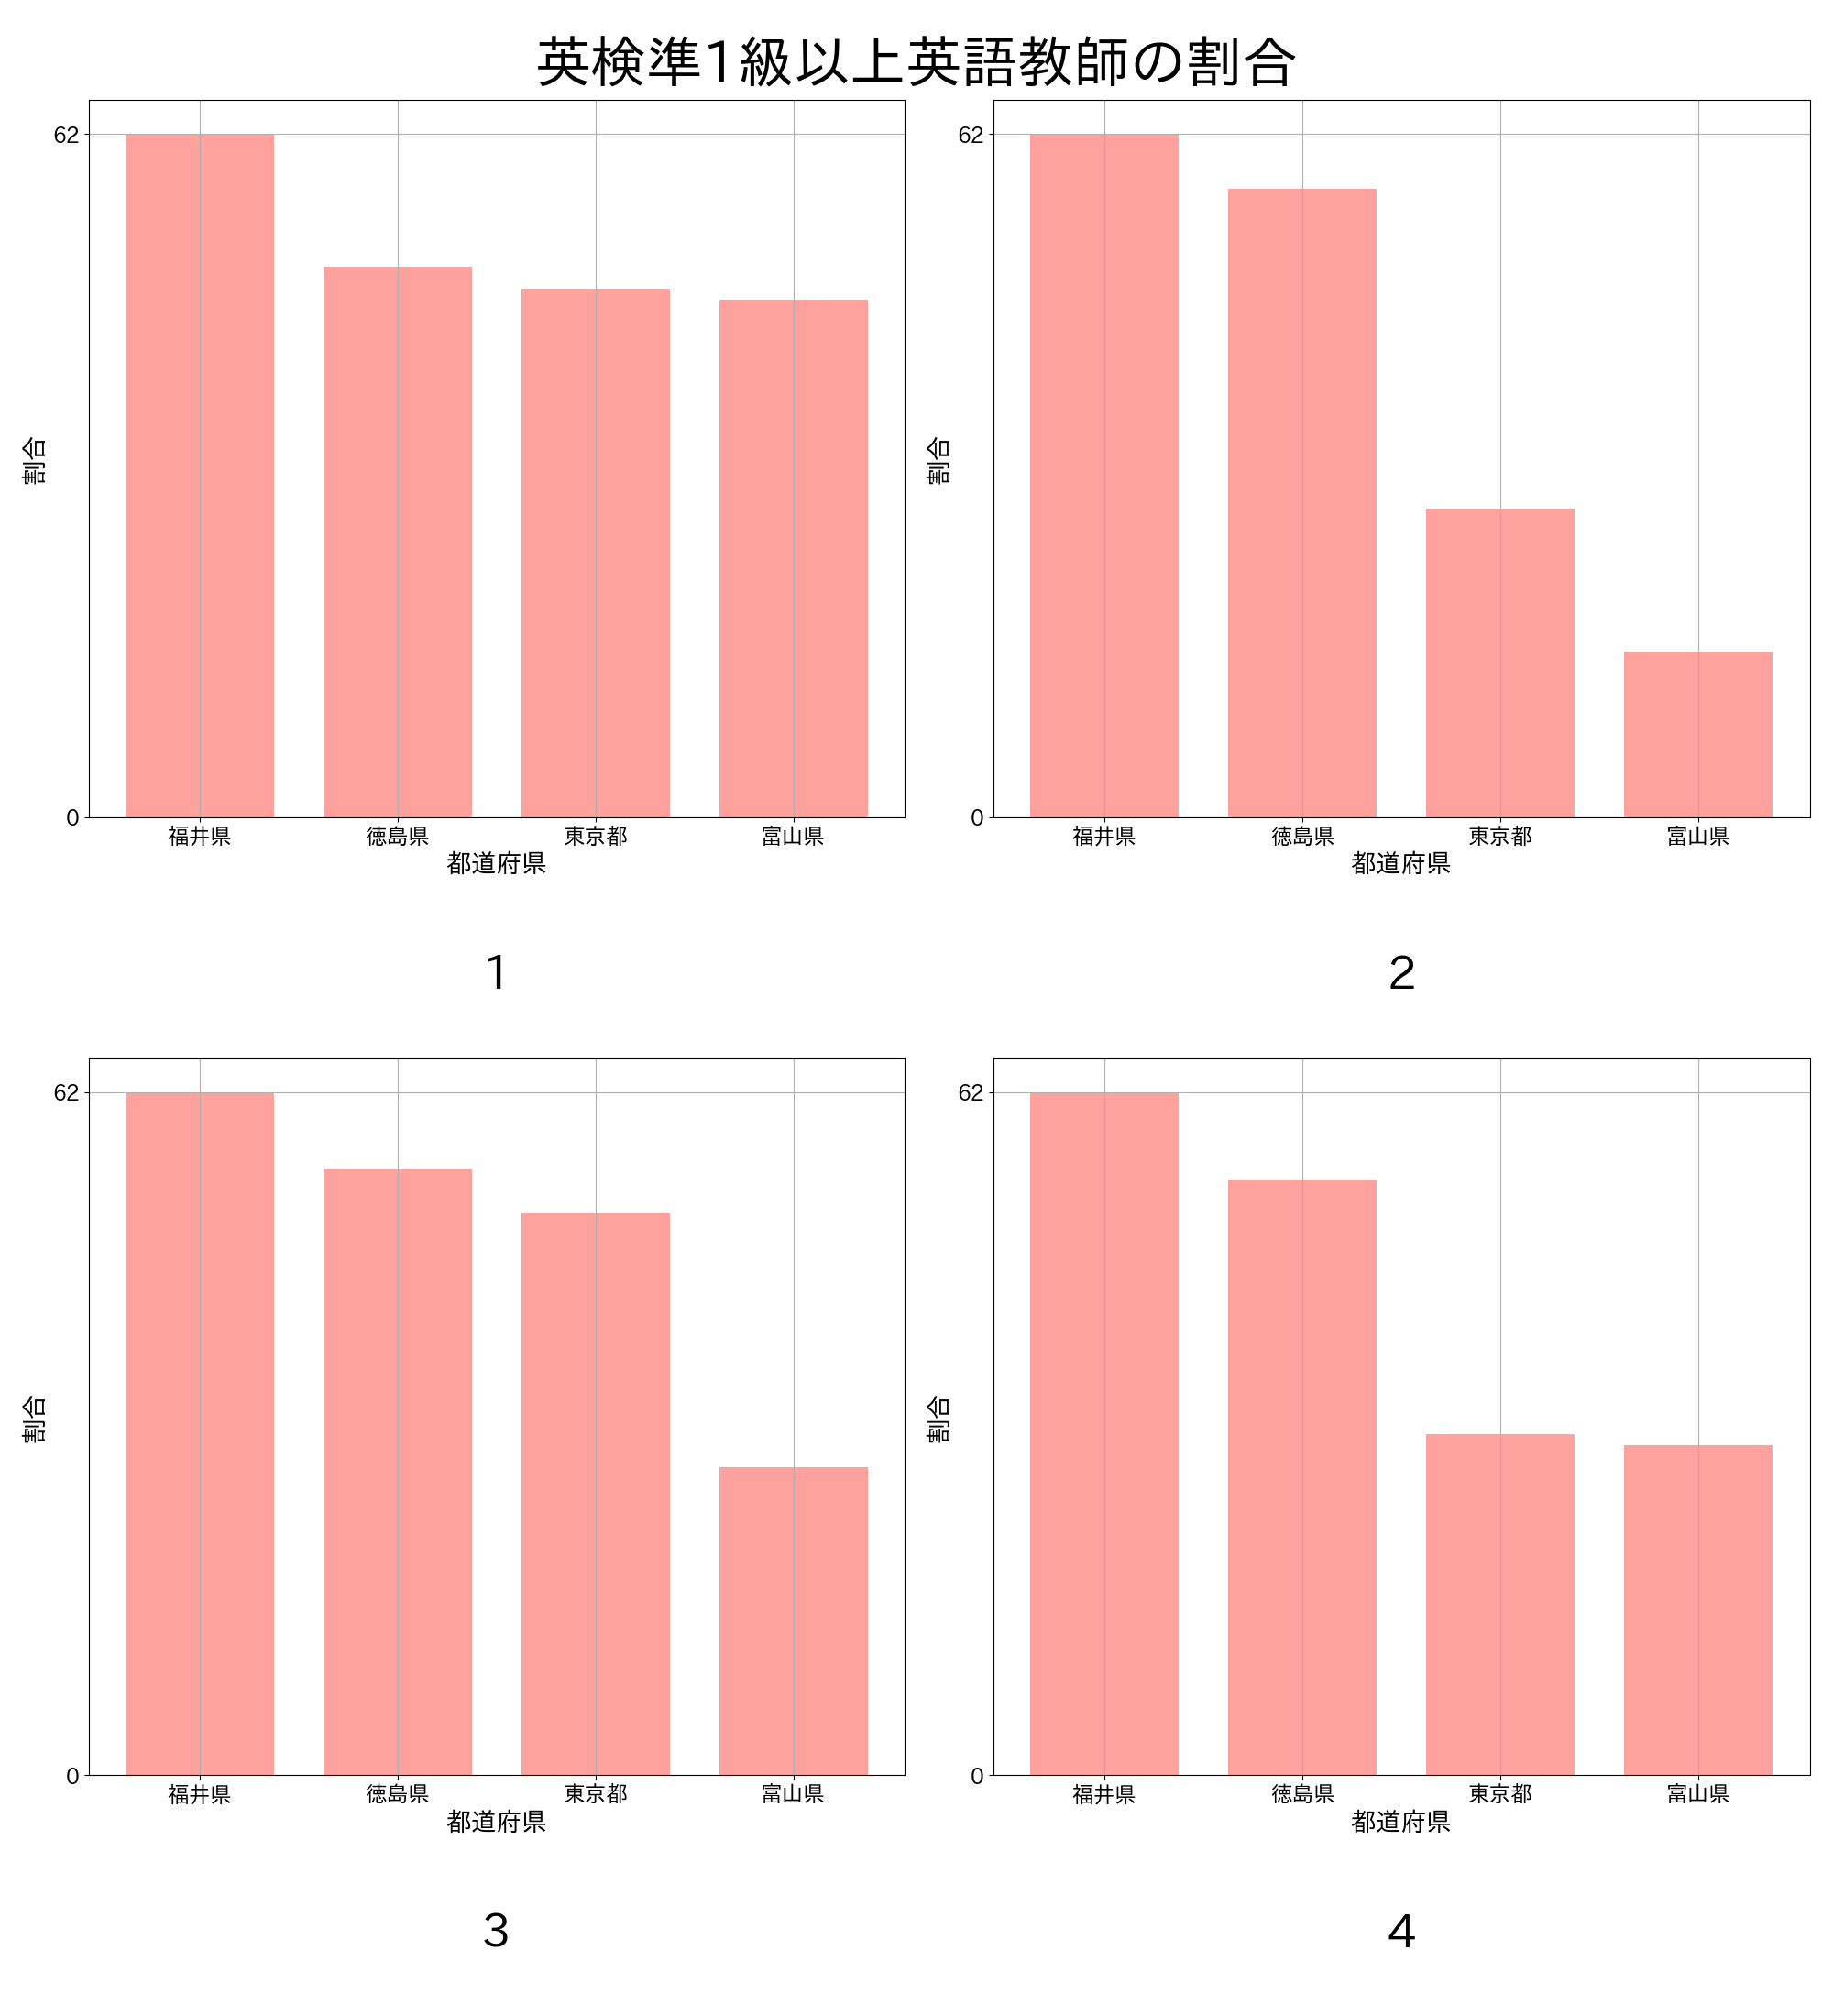 英検準1級以上英語教師の割合
62
0
割合
福井県 徳島県 東京都 富山県
都道府県
1
62
0
割合
福井県 徳島県 東京都 富山県
都道府県
2
62
0
割合
福井県 徳島県 東京都 富山県
都道府県
3
62
0
割合
福井県 徳島県 東京都 富山県
都道府県
4